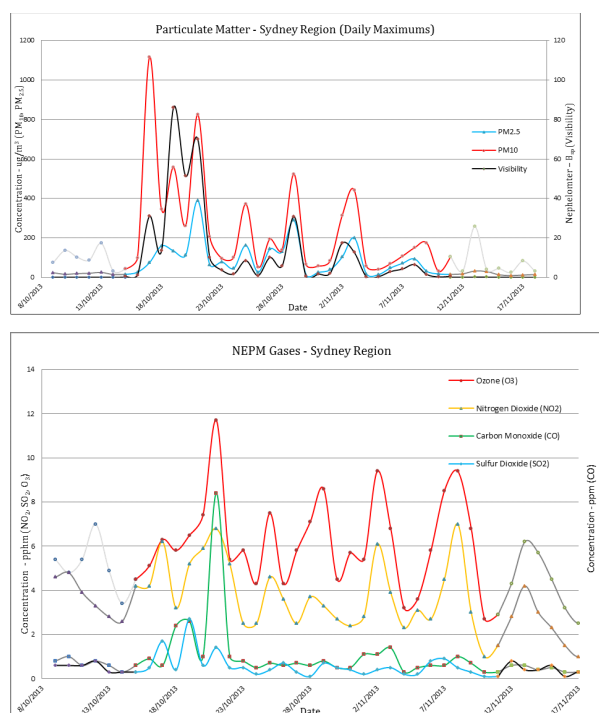 Particulate Matter - Sydney Region (Daily Maximums)
1200
1000
800
600
400
200
0
120
100
80
60
40
20
0
Concentration - ug/m³ (PM₁₀, PM₂.₅)
Nephelomter – Bsp (Visibility)
PM2.5
PM10
Visibility
8/10/2013
13/10/2013
18/10/2013
23/10/2013
28/10/2013
2/11/2013
7/11/2013
12/11/2013
17/11/2013
Date
NEPM Gases - Sydney Region
14
12
10
8
6
4
2
0
Concentration - pphm (NO₂, SO₂, O₃)
Concentration - ppm (CO)
Ozone (O3)
Nitrogen Dioxide (NO2)
Carbon Monoxide (CO)
Sulfur Dioxide (SO2)
8/10/2013
13/10/2013
18/10/2013
23/10/2013
28/10/2013
2/11/2013
7/11/2013
12/11/2013
17/11/2013
Date